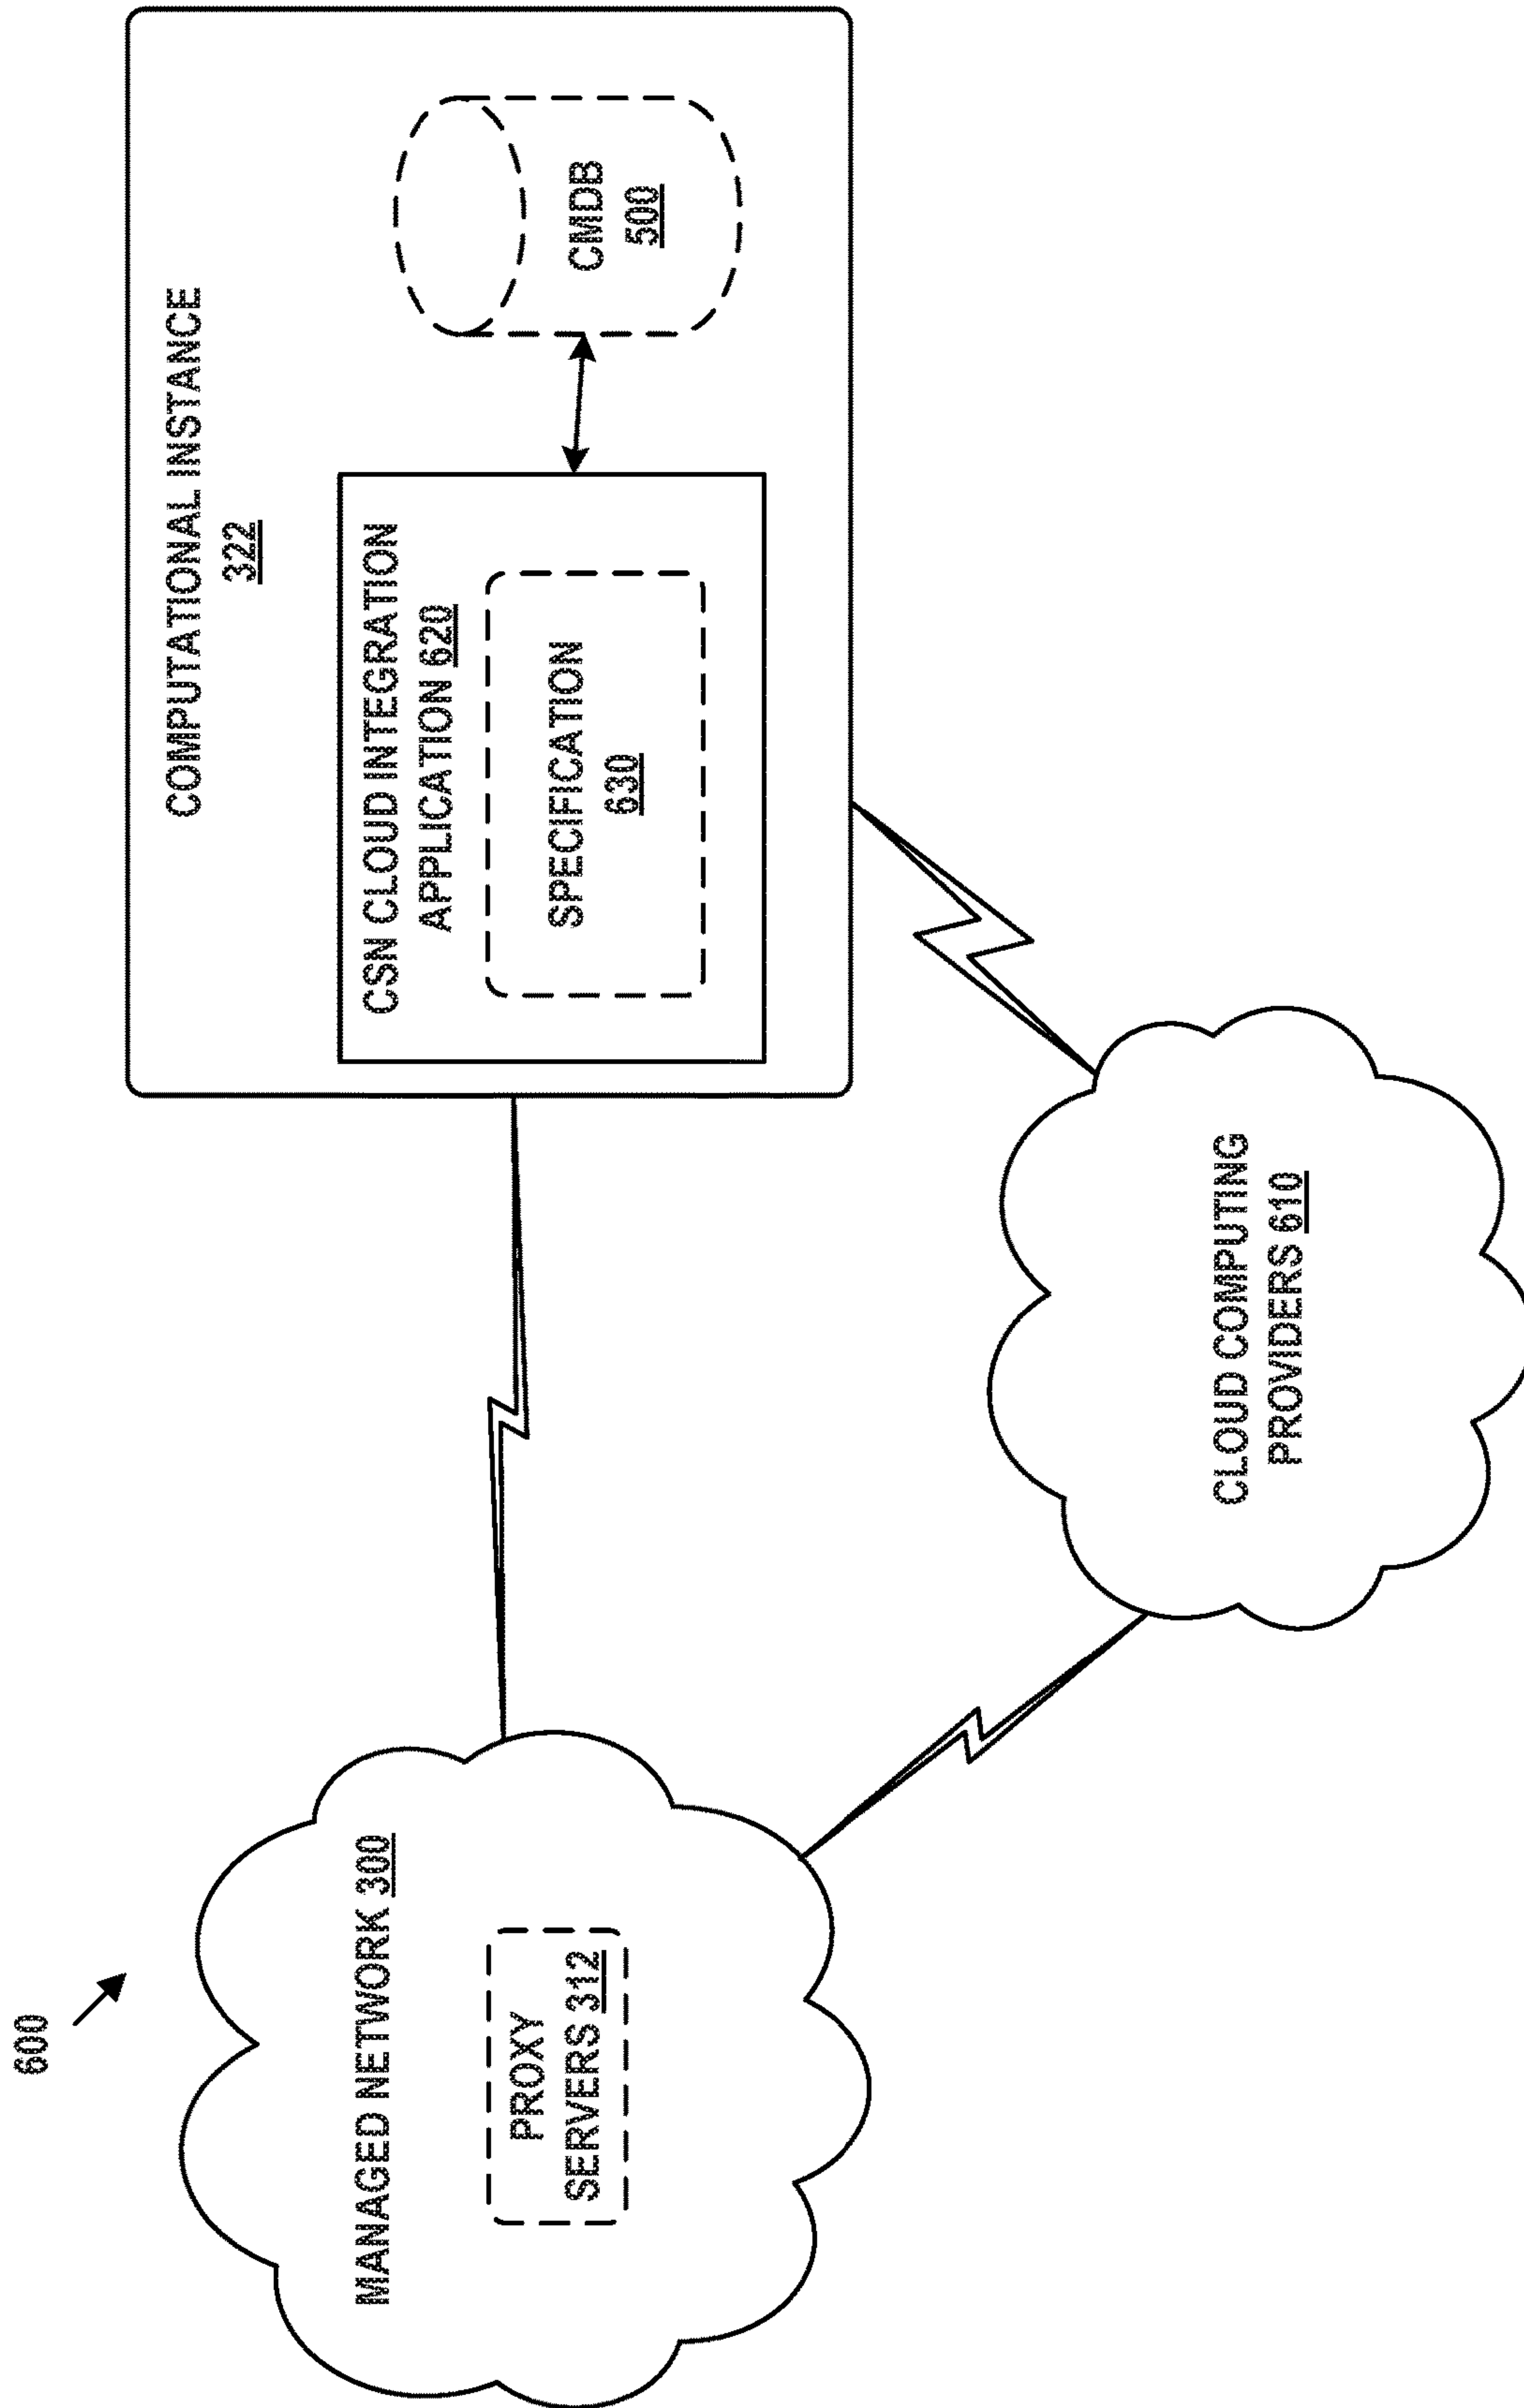 600
MANAGED NETWORK 300
PROXY
SERVERS 312
COMPUTATIONAL INSTANCE
322
CSN CLOUD INTEGRATION
APPLICATION 620
SPECIFICATION
630
CMDB
500
CLOUD COMPUTING
PROVIDERS 610